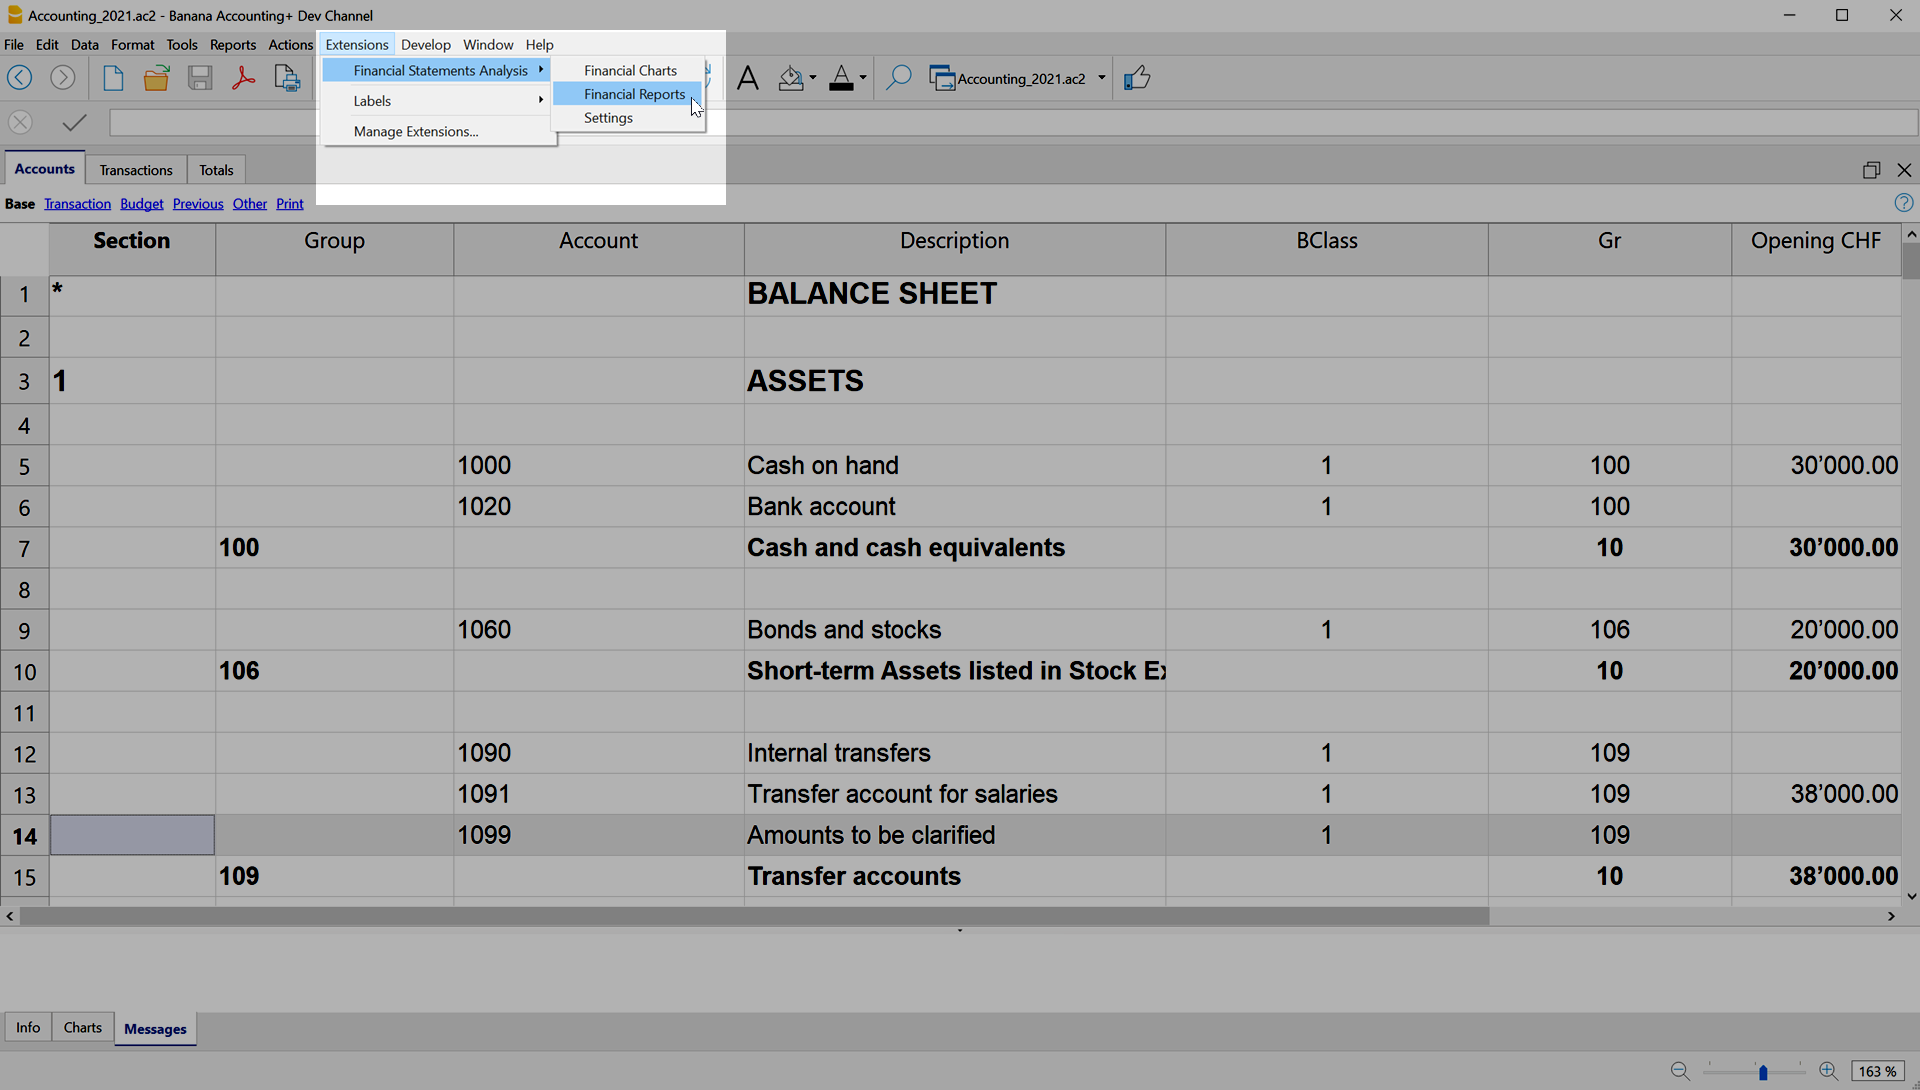 Accounting_2021.ac2 - Banana Accounting+ Dev Channel
File Edit Data Format Tools Reports Actions Extensions Develop Window Help
Financial Statements Analysis
Labels
Manage Extensions...
Financial Charts
Financial Reports
Settings
A A Accounting_2021.ac2
Accounts Transactions Totals
Base Transaction Budget Previous Other Print ?
Section Group Account Description BClass Gr Opening CHF
1 * BALANCE SHEET
2
3 1 ASSETS
4
5 1000 Cash on hand 1 100 30’000.00
6 1020 Bank account 1 100
7 100 Cash and cash equivalents 10 30’000.00
8
9 1060 Bonds and stocks 1 106 20’000.00
10 106 Short-term Assets listed in Stock 10 20’000.00
11
12 1090 Internal transfers 1 109
13 1091 Transfer account for salaries 1 109 38’000.00
14 1099 Amounts to be clarified 1 109
15 109 Transfer accounts 10 38’000.00
Info Charts Messages
163 %